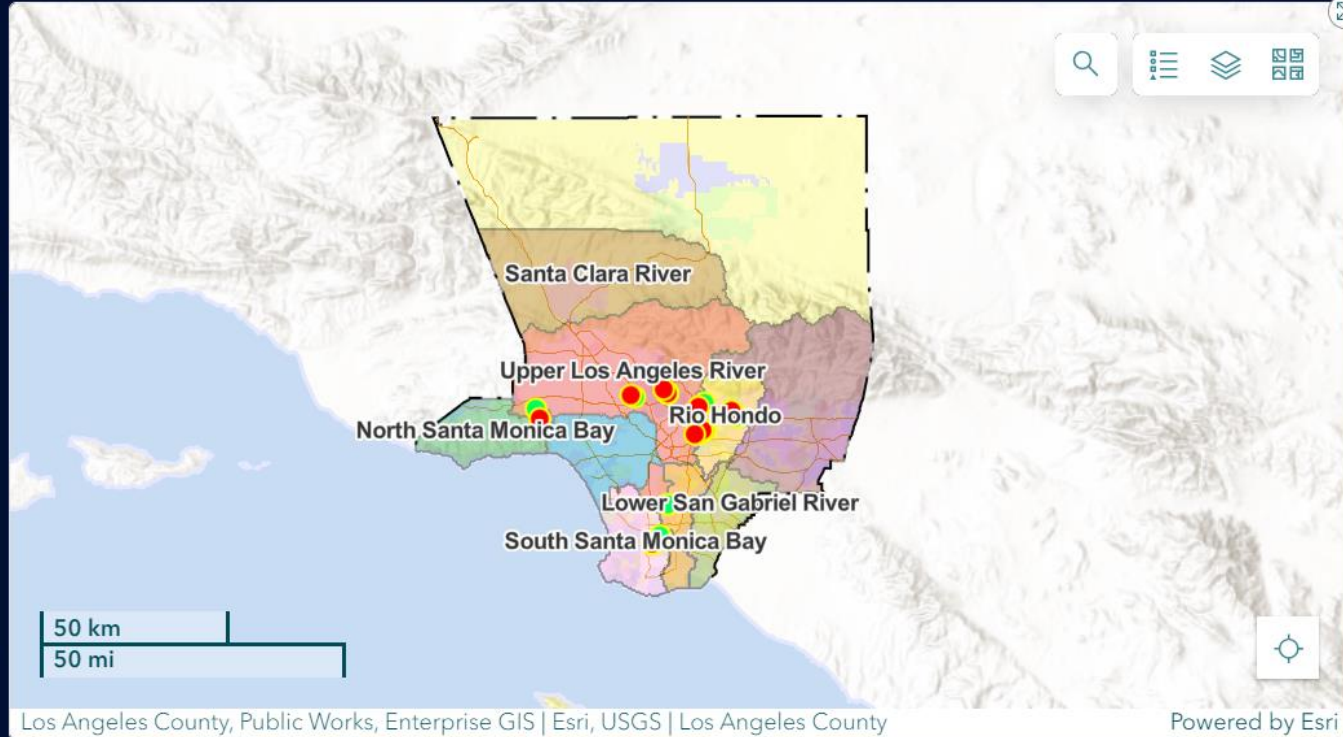 Santa Clara River
Upper Los Angeles River
Rio Hondo
North Santa Monica Bay
Lower San Gabriel River
South Santa Monica Bay
50 km
50 mi
Los Angeles County, Public Works, Enterprise GIS | Esri, USGS | Los Angeles County
Powered by Esri